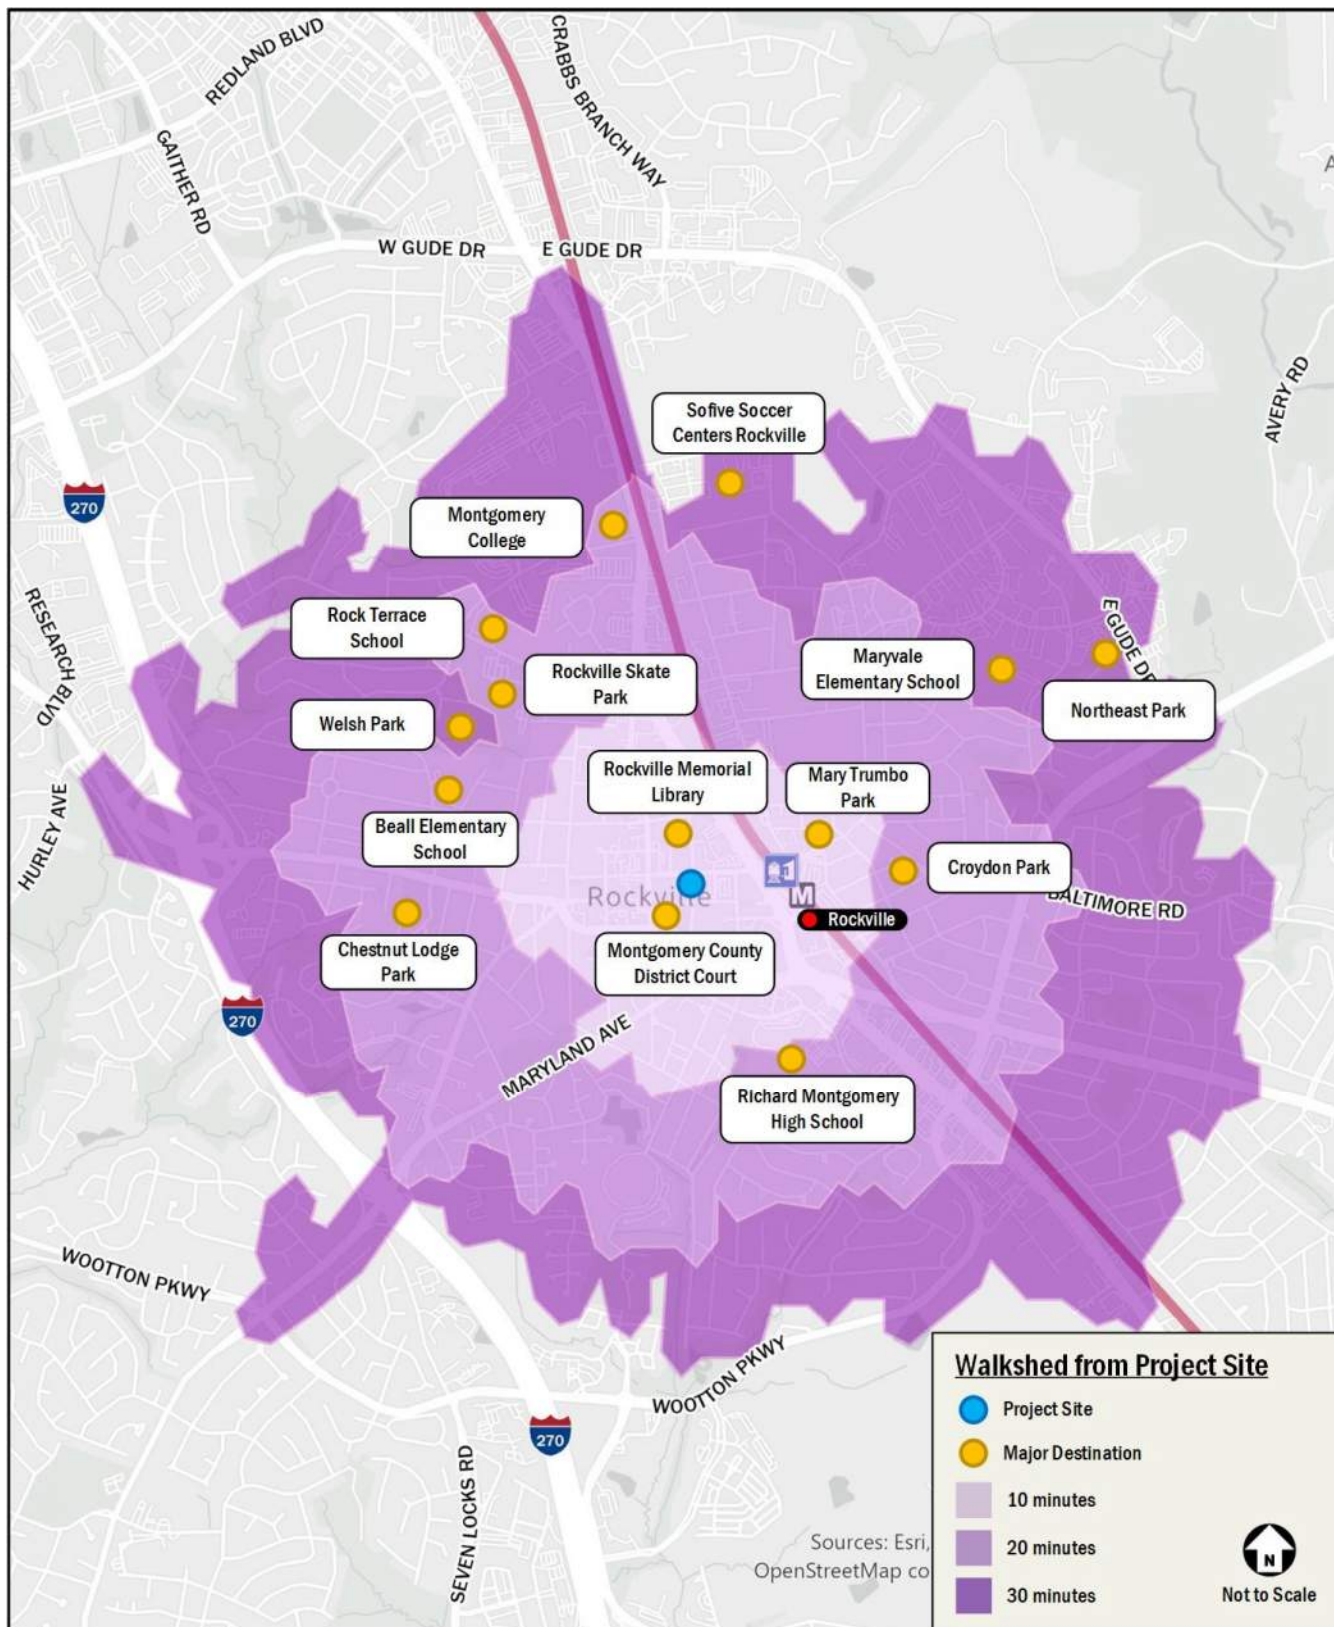 REDLAND BLVD
CRABBS BRANCH WAY
GAITHER RD
W GUDE DR
E GUDE DR
A
AVERY RD
Sofive Soccer
Centers Rockville
270
Montgomery
College
RESEARCH BLVD
Rock Terrace
School
E GUDE DR
Rockville Skate
Park
Maryvale
Elementary School
Northeast Park
Welsh Park
HURLEY AVE
Rockville Memorial
Library
Mary Trumbo
Park
Beall Elementary
School
Croydon Park
Rockville
M
BALTIMORE RD
Rockville
Chestnut Lodge
Park
Montgomery County
District Court
270
MARYLAND AVE
Richard Montgomery
High School
WOOTTON PKWY
WOOTTON PKWY
270
SEVEN LOCKS RD
Sources: Esri,
OpenStreetMap co
Walkshed from Project Site
Project Site
Major Destination
10 minutes
20 minutes
30 minutes
N
Not to Scale